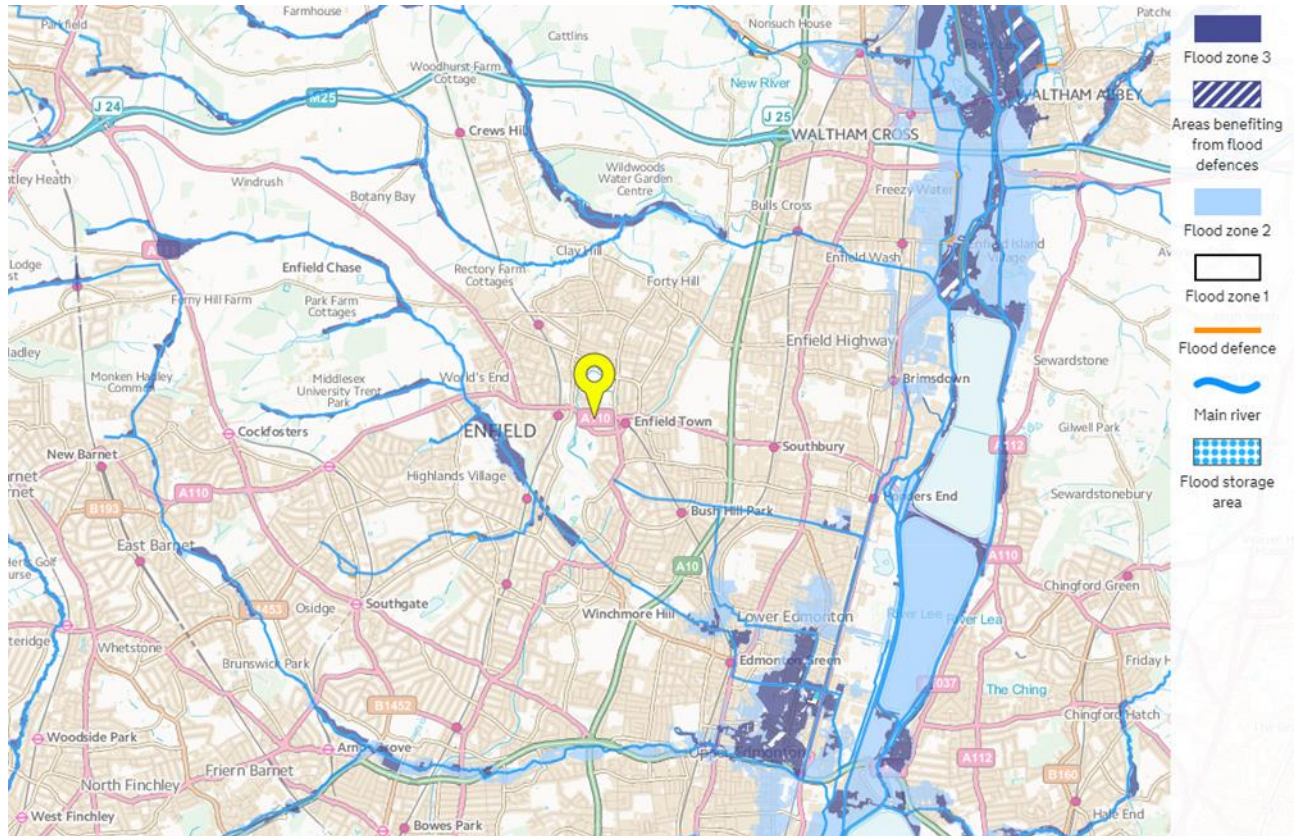 Farmhouse
Parkfield
Cattlins
Nonsuch House
Patche
River Lee
Woodhurst Farm
Cottage
New River
J 24
M25
J 25
WALTHAM ABBEY
Crews Hill
WALTHAM CROSS
Wildwoods
Water Garden
Centre
Windrush
Botany Bay
Freezy Water
Bulls Cross
Clay Hill
Enfield Island
Village
Enfield Wash
Lodge
Enfield Chase
Rectory Farm
Cottages
Forty Hill
Ferny Hill Farm
Park Farm
Cottages
Enfield Highway
Sewardstone
Monken Hadley
Common
Middlesex
University Trent
Park
World's End
Brimsdown
A110
Gilwell Park
Cockfosters
ENFIELD
Enfield Town
Southbury
A112
New Barnet
Highlands Village
A110
Ponders End
Sewardstonebury
B193
Bush Hill Park
East Barnet
A10
A110
Chingford Green
Osidge
Southgate
Winchmore Hill
Lower Edmonton
River Lee
River Lea
Whetstone
Brunswick Park
Edmonton Green
Friday H
The Ching
B1452
Chingford Hatch
Woodside Park
Arnos Grove
Upper Edmonton
A112
Friern Barnet
B160
North Finchley
West Finchley
Bowes Park
Hale End
Flood zone 3
Areas benefiting
from flood
defences
Flood zone 2
Flood zone 1
Flood defence
Main river
Flood storage
area